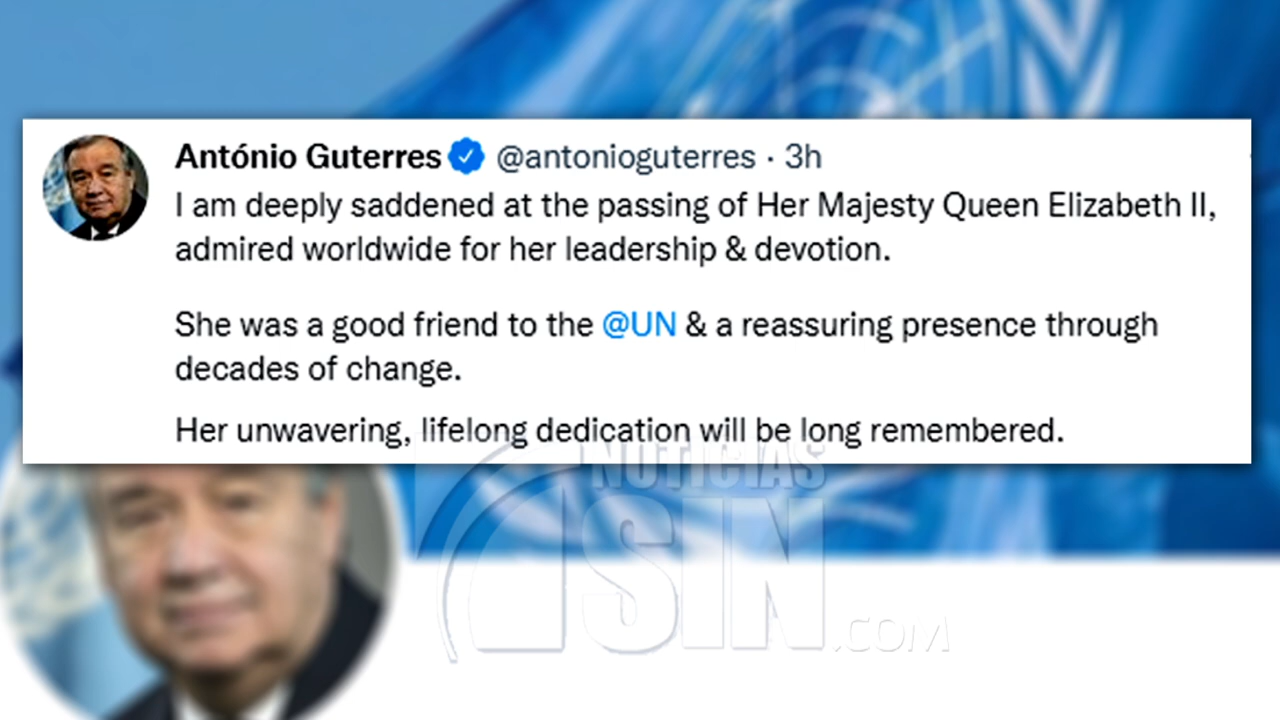 António Guterres @antonioguterres · 3h
I am deeply saddened at the passing of Her Majesty Queen Elizabeth II,
admired worldwide for her leadership & devotion.
She was a good friend to the @UN & a reassuring presence through
decades of change.
Her unwavering, lifelong dedication will be long remembered.
NOTICIAS
SIN
.COM